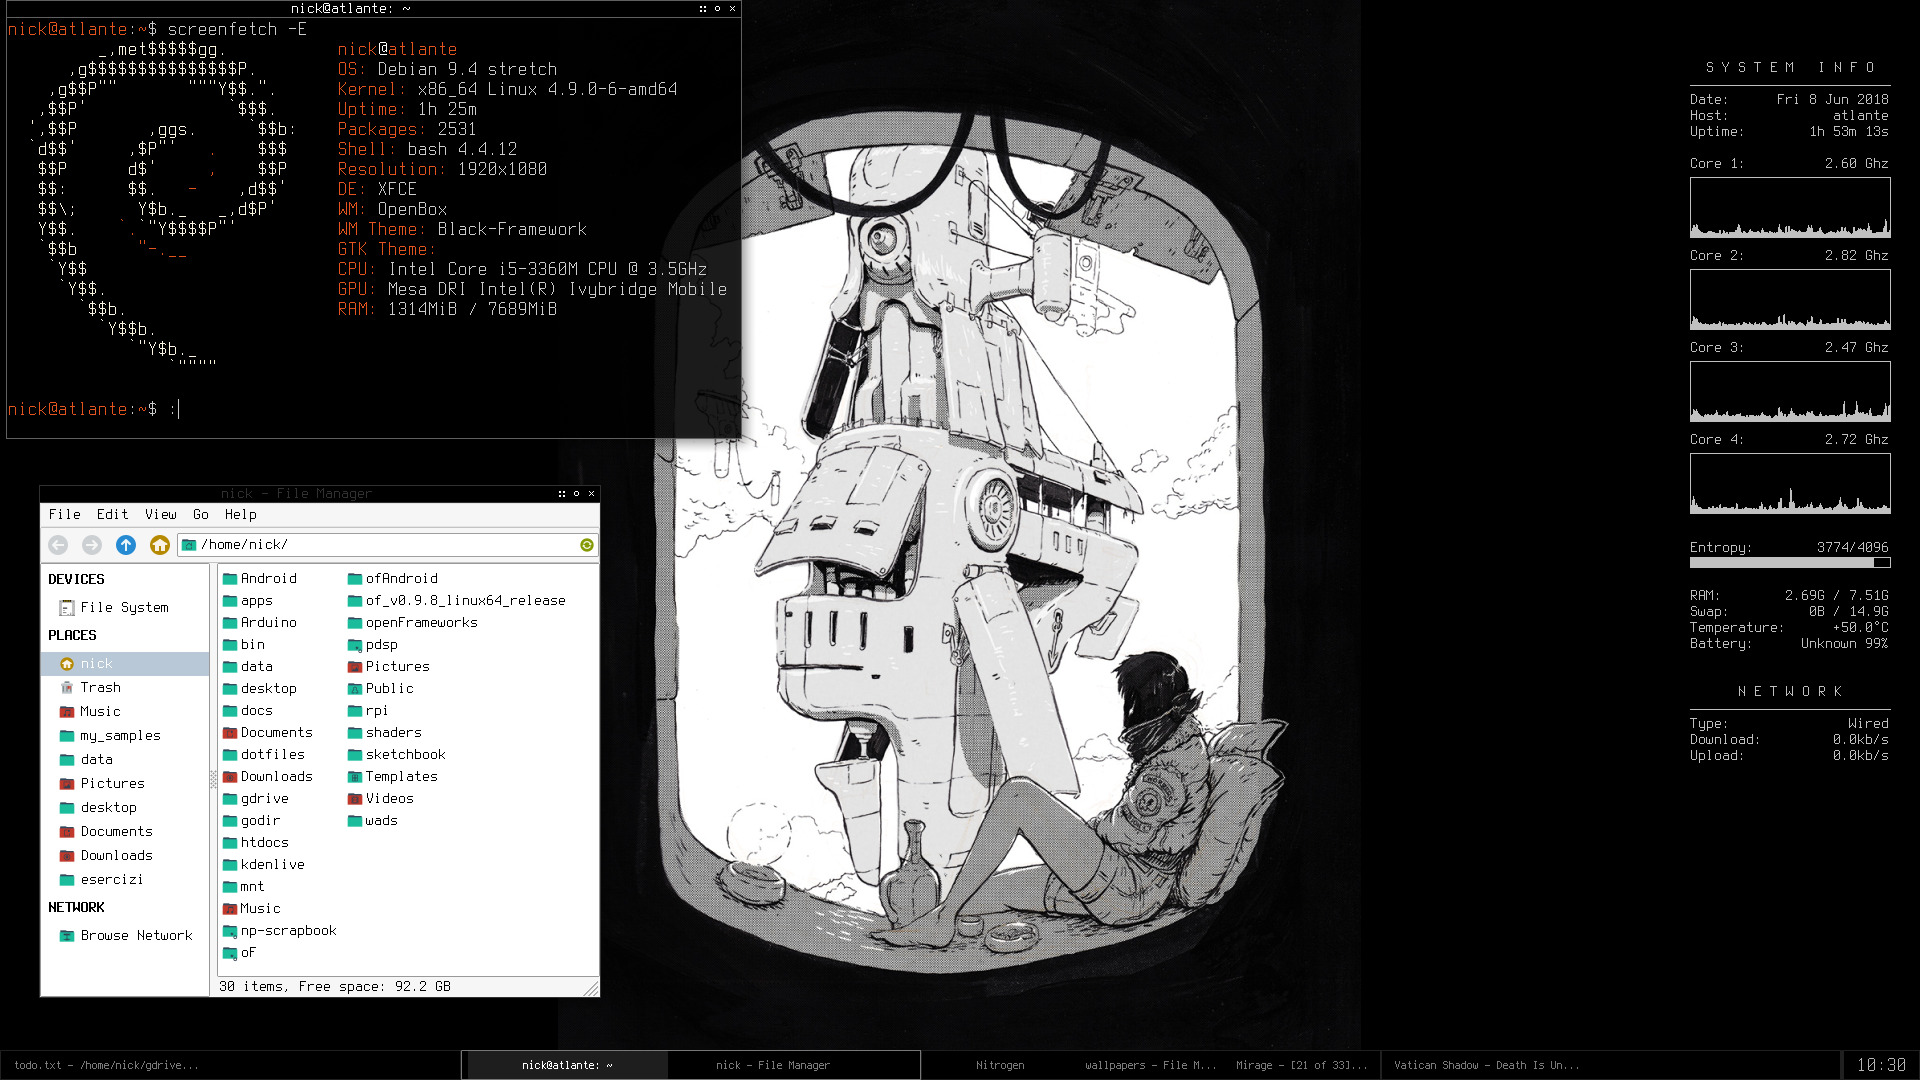 nick@atlante: ~
nick@atlante:~$ screenfetch -E
_,met$$$$$gg.
,g$$$$$$$$$$$$$$$P.
,g$$P""       """Y$$.".
,$$P'              `$$$.
',$$P       ,ggs.     `$$b:
`d$$'     ,$P"'   .    $$$
$$P      d$'     ,    $$P
$$:      $$.   -    ,d$$'
$$\;      Y$b._   _,d$P'
Y$$.    `.`"Y$$$$P"'
`$$b      "-.__
`Y$$
`Y$$.
`$$b.
`Y$$b.
`"Y$b._
`""""
nick@atlante
OS: Debian 9.4 stretch
Kernel: x86_64 Linux 4.9.0-6-amd64
Uptime: 1h 25m
Packages: 2531
Shell: bash 4.4.12
Resolution: 1920x1080
DE: XFCE
WM: OpenBox
WM Theme: Black-Framework
GTK Theme:
CPU: Intel Core i5-3360M CPU @ 3.5GHz
GPU: Mesa DRI Intel(R) Ivybridge Mobile
RAM: 1314MiB / 7689MiB
nick@atlante:~$ :
nick - File Manager
File Edit View Go Help
/home/nick/
DEVICES
File System
PLACES
nick
Trash
Music
my_samples
data
Pictures
desktop
Documents
Downloads
esercizi
NETWORK
Browse Network
Android
apps
Arduino
bin
data
desktop
docs
Documents
dotfiles
Downloads
gdrive
godir
htdocs
kdenlive
mnt
Music
np-scrapbook
oF
ofAndroid
of_v0.9.8_linux64_release
openFrameworks
pdsp
Pictures
Public
rpi
shaders
sketchbook
Templates
Videos
wads
30 items, Free space: 92.2 GB
SYSTEM INFO
Date: Fri 8 Jun 2018
Host: atlante
Uptime: 1h 53m 13s
Core 1: 2.60 Ghz
Core 2: 2.82 Ghz
Core 3: 2.47 Ghz
Core 4: 2.72 Ghz
Entropy: 3774/4096
RAM: 2.69G / 7.51G
Swap: 0B / 14.9G
Temperature: +50.0°C
Battery: Unknown 99%
NETWORK
Type: Wired
Download: 0.0kb/s
Upload: 0.0kb/s
todo.txt - /home/nick/gdrive...
nick@atlante: ~
nick - File Manager
Nitrogen
wallpapers - File M...
Mirage - [21 of 33]...
Vatican Shadow - Death Is Un...
10:30